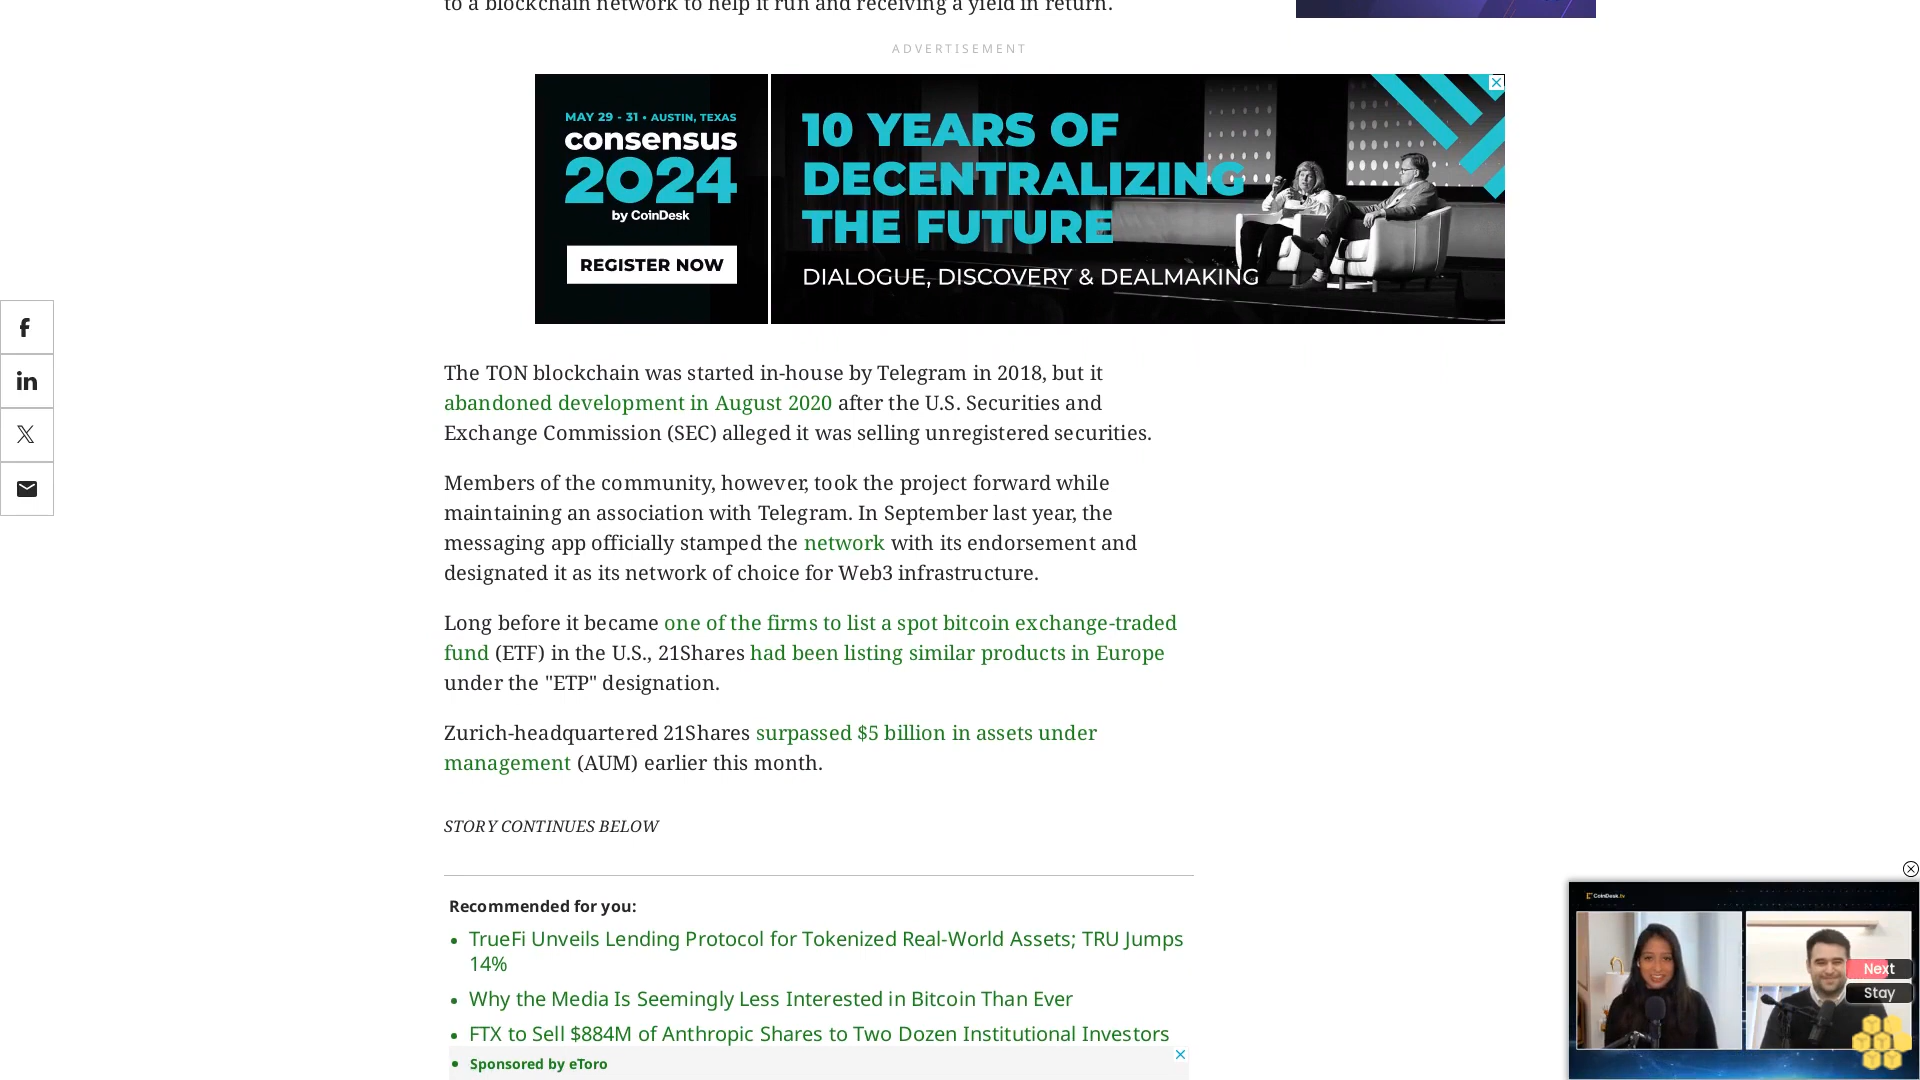 to a blockchain network to help it run and receiving a yield in return.
ADVERTISEMENT
MAY 29 - 31 • AUSTIN, TEXAS
consensus
2024
by CoinDesk
REGISTER NOW
10 YEARS OF
DECENTRALIZING
THE FUTURE
DIALOGUE, DISCOVERY & DEALMAKING
The TON blockchain was started in-house by Telegram in 2018, but it
abandoned development in August 2020 after the U.S. Securities and
Exchange Commission (SEC) alleged it was selling unregistered securities.
Members of the community, however, took the project forward while
maintaining an association with Telegram. In September last year, the
messaging app officially stamped the network with its endorsement and
designated it as its network of choice for Web3 infrastructure.
Long before it became one of the firms to list a spot bitcoin exchange-traded
fund (ETF) in the U.S., 21Shares had been listing similar products in Europe
under the "ETP" designation.
Zurich-headquartered 21Shares surpassed $5 billion in assets under
management (AUM) earlier this month.
STORY CONTINUES BELOW
Recommended for you:
• TrueFi Unveils Lending Protocol for Tokenized Real-World Assets; TRU Jumps
14%
• Why the Media Is Seemingly Less Interested in Bitcoin Than Ever
• FTX to Sell $884M of Anthropic Shares to Two Dozen Institutional Investors
• Sponsored by eToro
CoinDesk.tv
Next
Stay